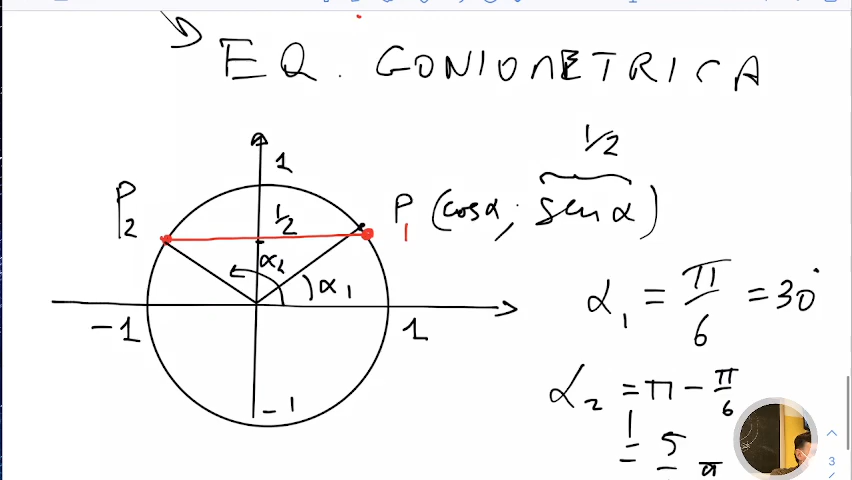 EQ. GONIOMETRICA
1
1/2
P2
1/2
P1 (cosα; senα)
α2
α1
α1 = π/6 = 30°
-1
1
α2 = π - π/6
-1
= 5
π
3